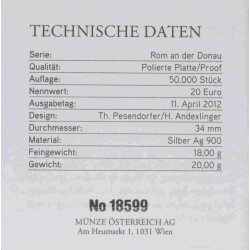 TECHNISCHE DATEN
Serie: Rom an der Donau
Qualität: Polierte Platte/Proof
Auflage: 50.000 Stück
Nennwert: 20 Euro
Ausgabetag: 11. April 2012
Design: Th. Pesendorfer/H. Andexlinger
Durchmesser: 34 mm
Material: Silber Ag 900
Feingewicht: 18,00 g
Gewicht: 20,00 g
No 18599
MÜNZE ÖSTERREICH AG
Am Heumarkt 1, 1031 Wien